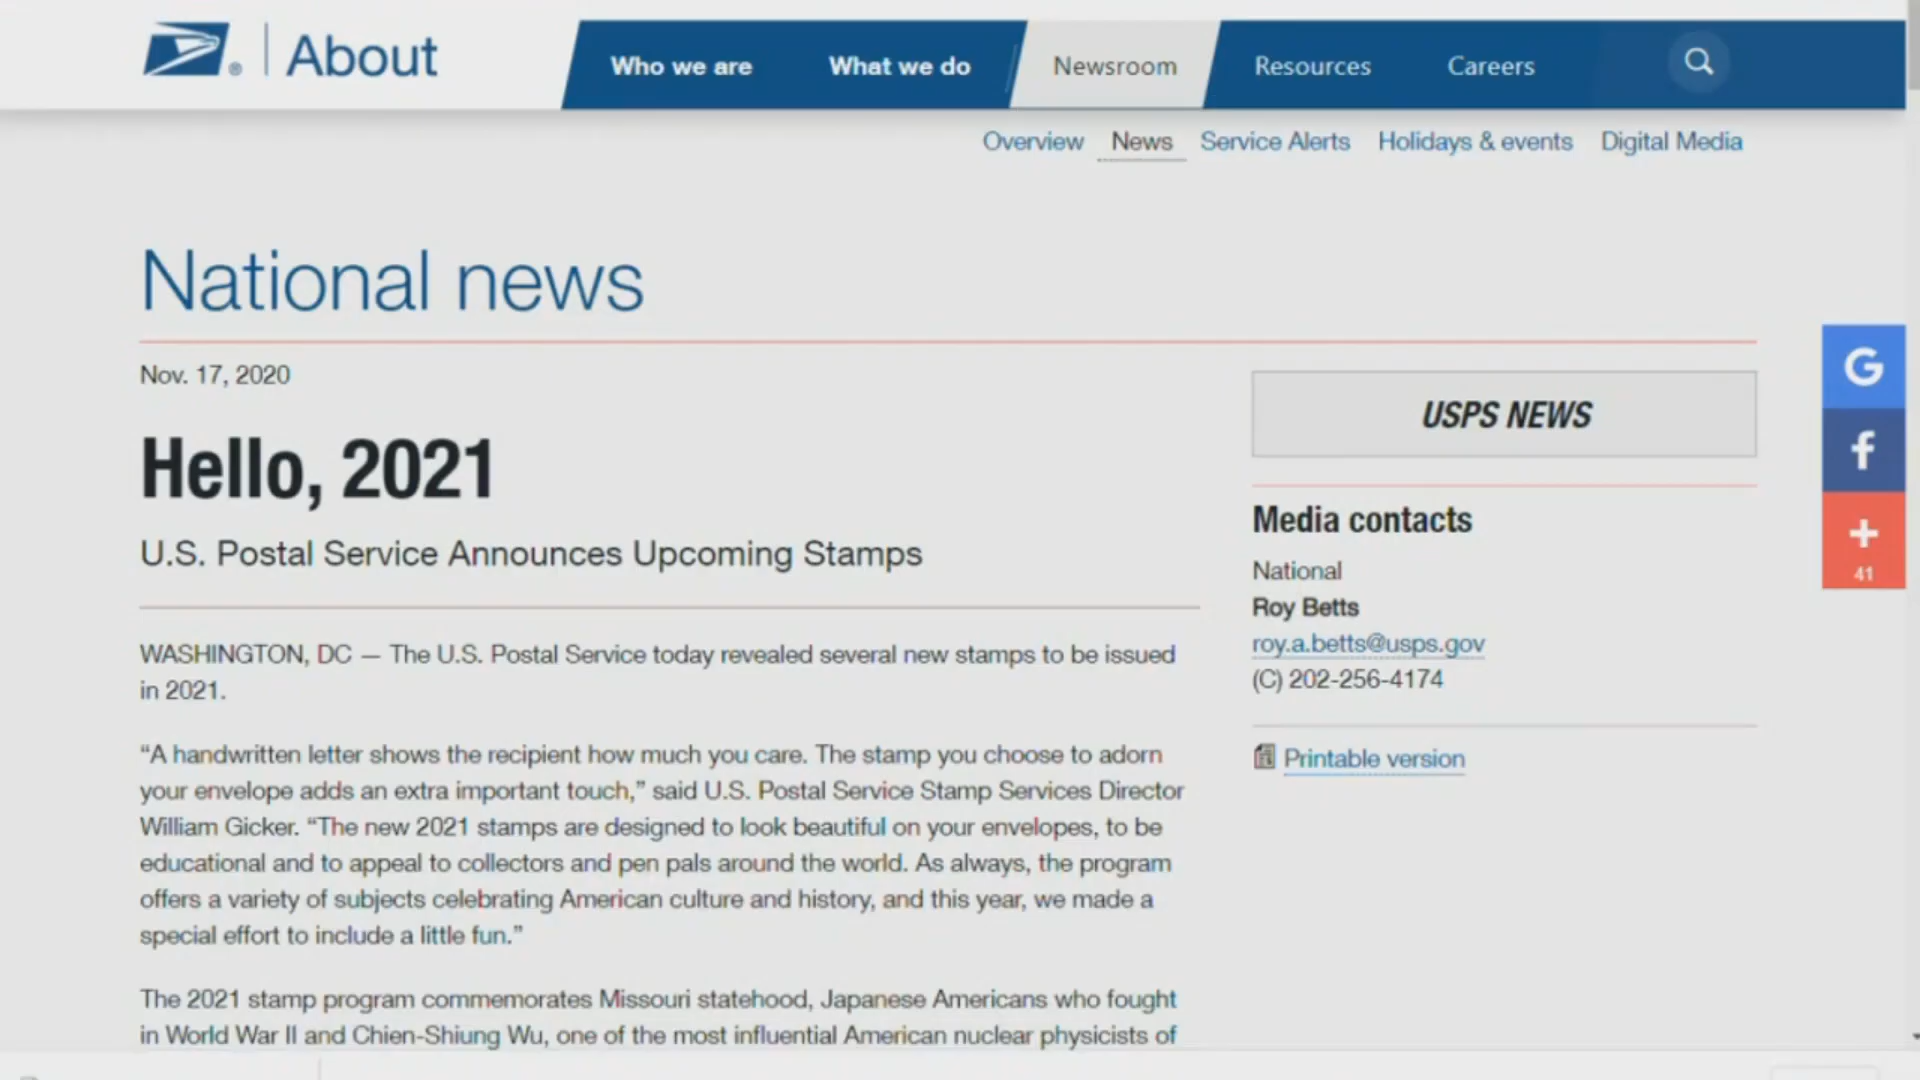 About
Who we are
What we do
Newsroom
Resources
Careers
Overview
News
Service Alerts
Holidays & events
Digital Media
National news
Nov. 17, 2020
Hello, 2021
U.S. Postal Service Announces Upcoming Stamps
WASHINGTON, DC — The U.S. Postal Service today revealed several new stamps to be issued
in 2021.
“A handwritten letter shows the recipient how much you care. The stamp you choose to adorn
your envelope adds an extra important touch,” said U.S. Postal Service Stamp Services Director
William Gicker. “The new 2021 stamps are designed to look beautiful on your envelopes, to be
educational and to appeal to collectors and pen pals around the world. As always, the program
offers a variety of subjects celebrating American culture and history, and this year, we made a
special effort to include a little fun.”
The 2021 stamp program commemorates Missouri statehood, Japanese Americans who fought
in World War II and Chien-Shiung Wu, one of the most influential American nuclear physicists of
USPS NEWS
Media contacts
National
Roy Betts
roy.a.betts@usps.gov
(C) 202-256-4174
Printable version
G
f
+
41